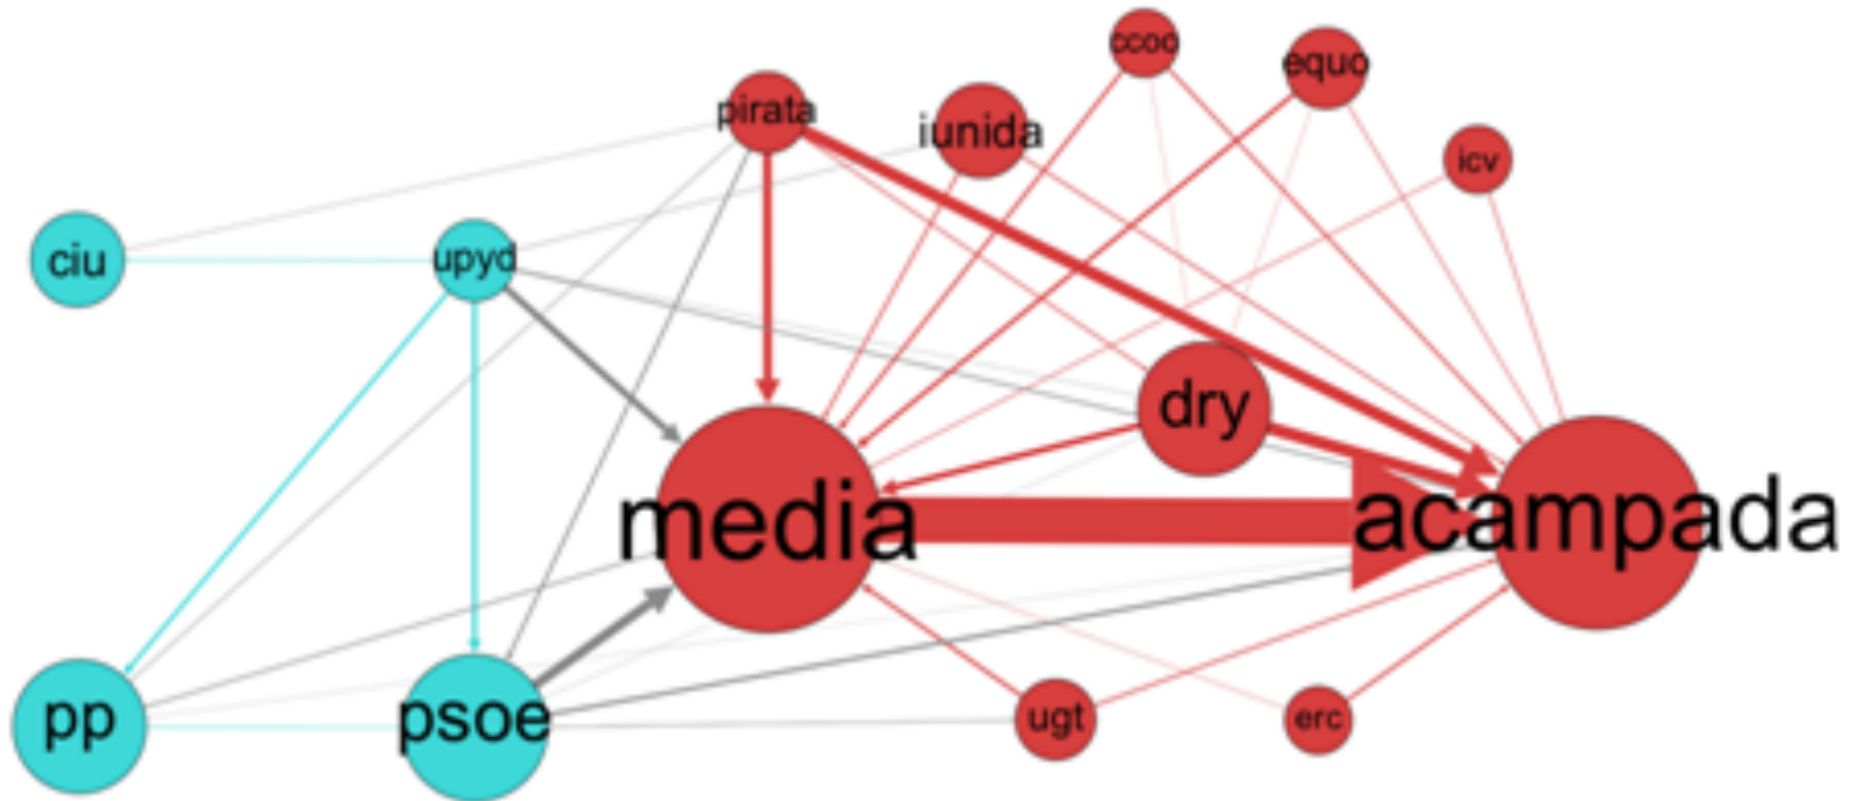 ccoo
equo
pirata
iunida
icv
ciu
upyd
dry
media
acampada
pp
psoe
ugt
erc